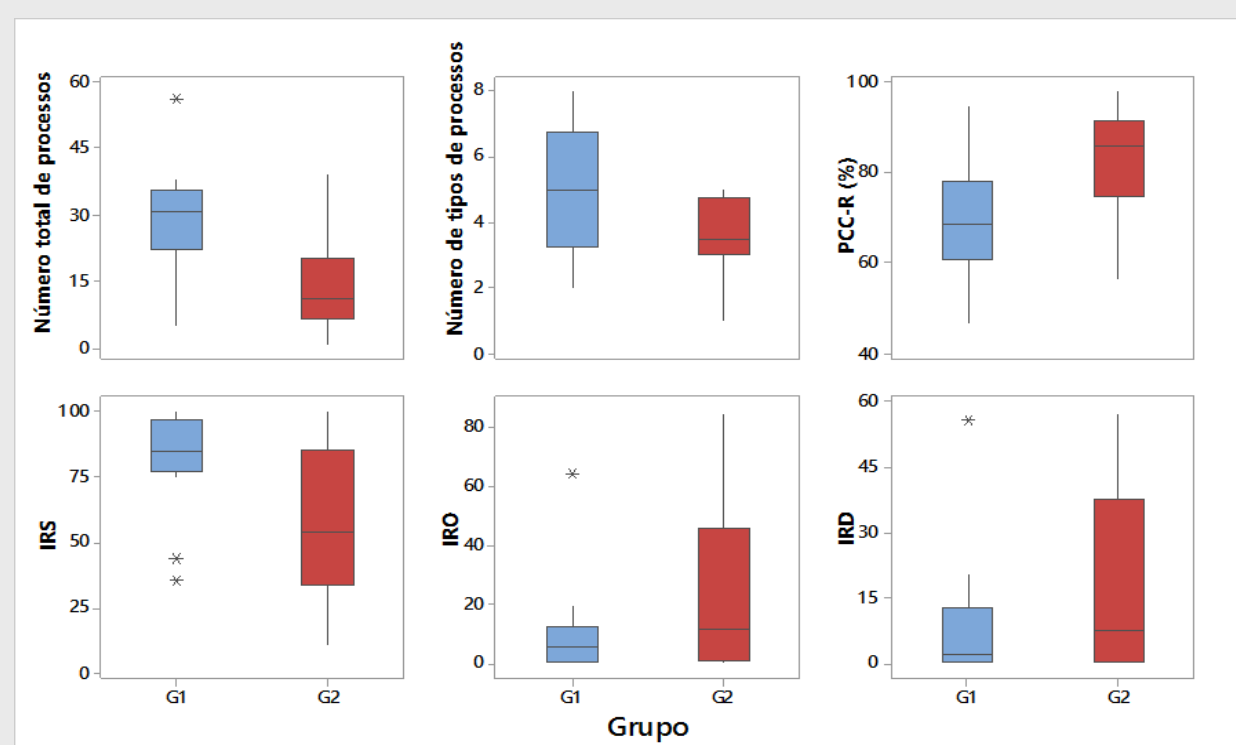 Número total de processos
60
45
30
15
0
Número de tipos de processos
8
6
4
2
0
PCC-R (%)
100
80
60
40
IRS
100
75
50
25
0
G1
G2
IRO
80
60
40
20
0
G1
G2
IRD
60
45
30
15
0
G1
G2
Grupo